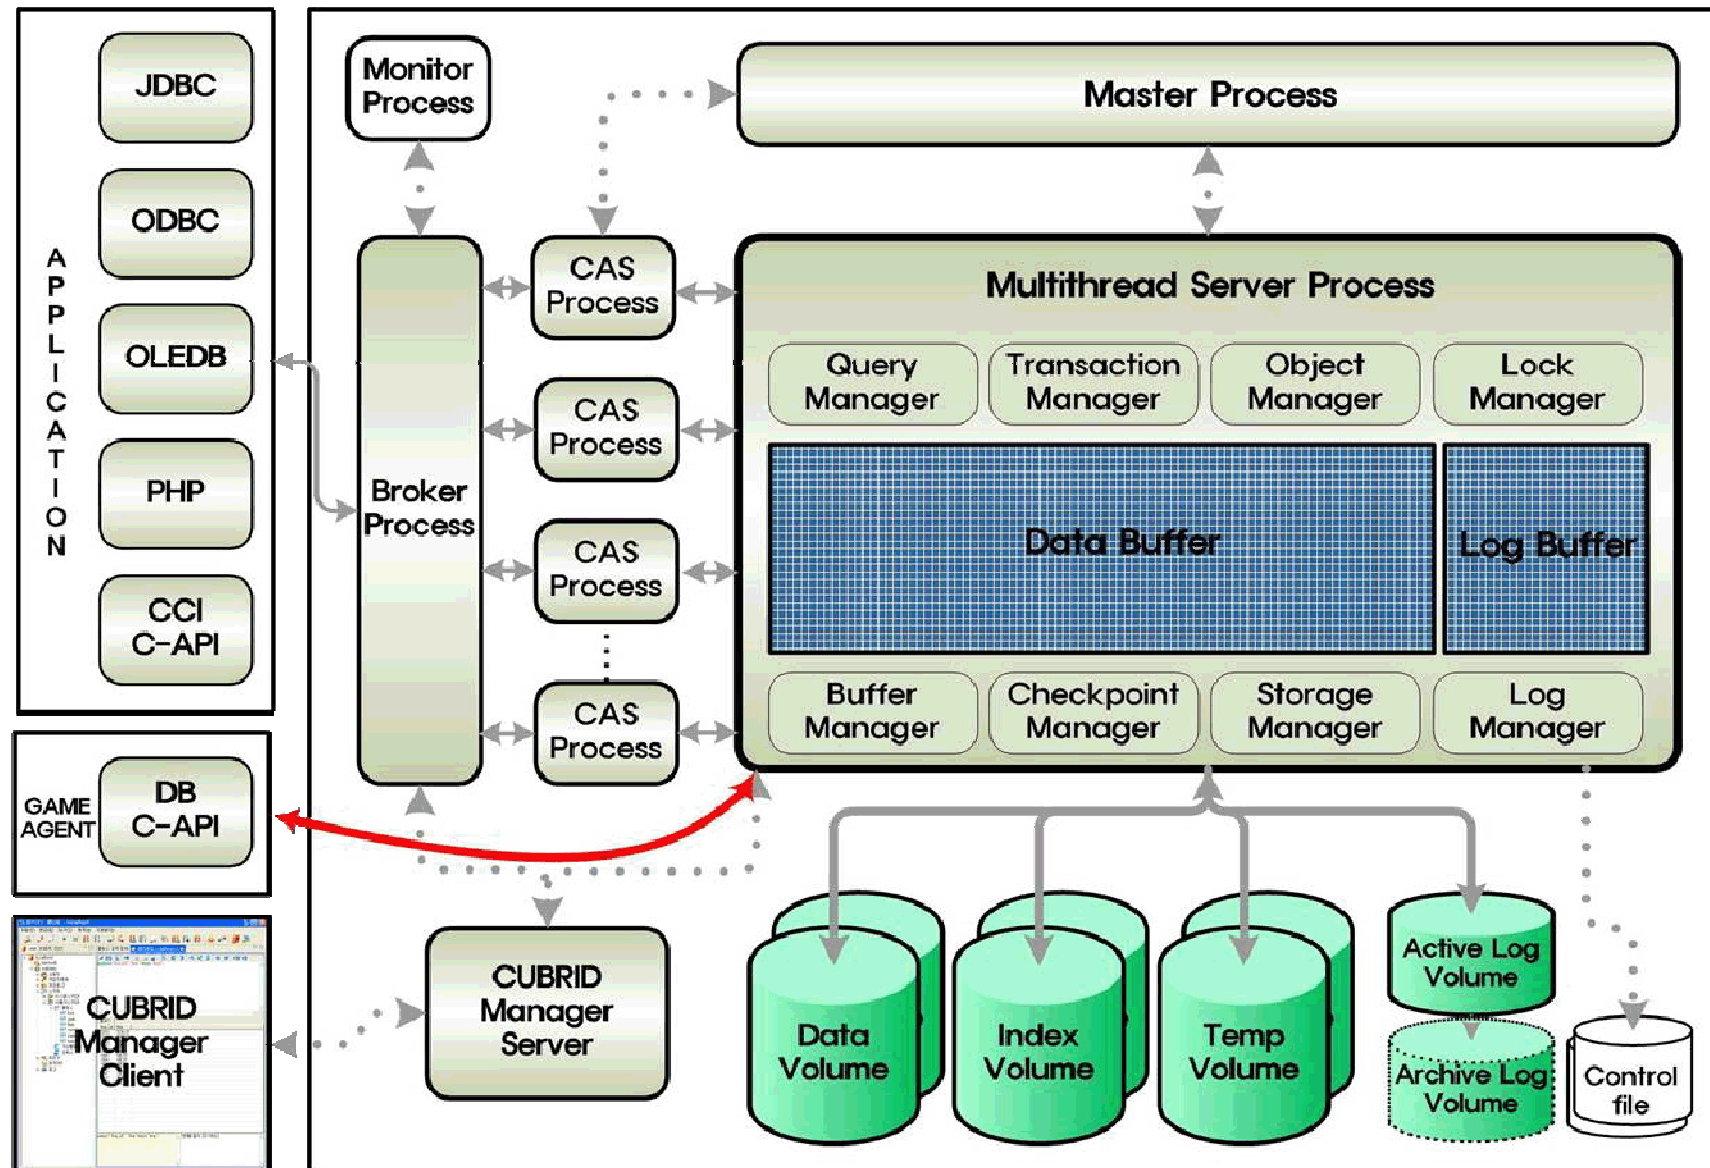 APPLICATION
JDBC
ODBC
OLEDB
PHP
CCI
C-API
GAME
AGENT
DB
C-API
CUBRID
Manager
Client
Monitor
Process
Broker
Process
CAS
Process
CAS
Process
CAS
Process
CAS
Process
CUBRID
Manager
Server
Master Process
Multithread Server Process
Query
Manager
Transaction
Manager
Object
Manager
Lock
Manager
Data Buffer
Log Buffer
Buffer
Manager
Checkpoint
Manager
Storage
Manager
Log
Manager
Data
Volume
Index
Volume
Temp
Volume
Active Log
Volume
Archive Log
Volume
Control
file